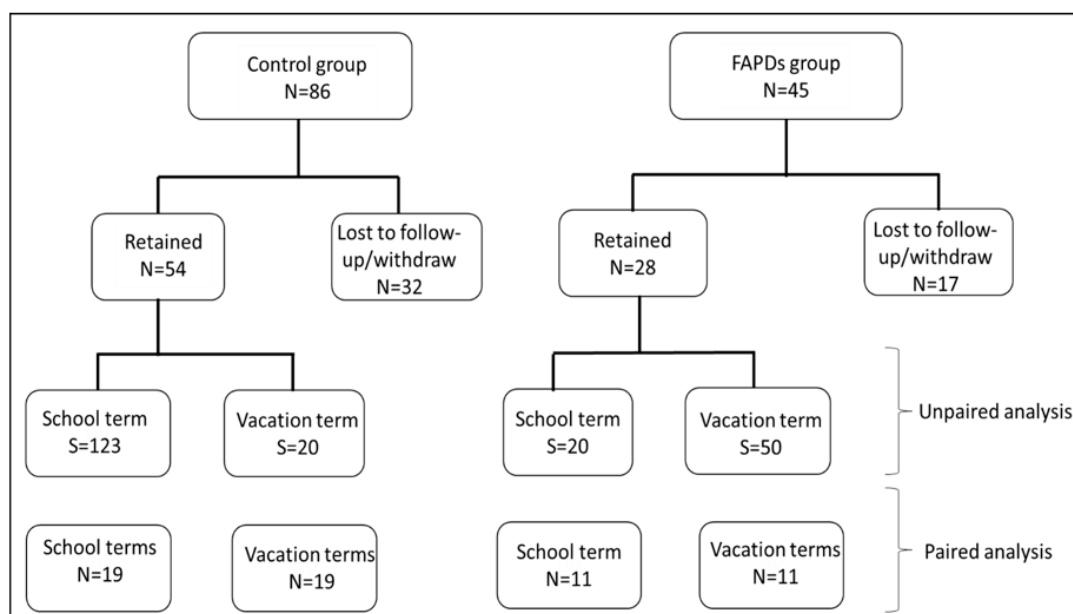 Control group
N=86
FAPDs group
N=45
Retained
N=54
Lost to follow-
up/withdraw
N=32
Retained
N=28
Lost to follow-
up/withdraw
N=17
School term
S=123
Vacation term
S=20
School term
S=20
Vacation term
S=50
Unpaired analysis
School terms
N=19
Vacation terms
N=19
School term
N=11
Vacation terms
N=11
Paired analysis